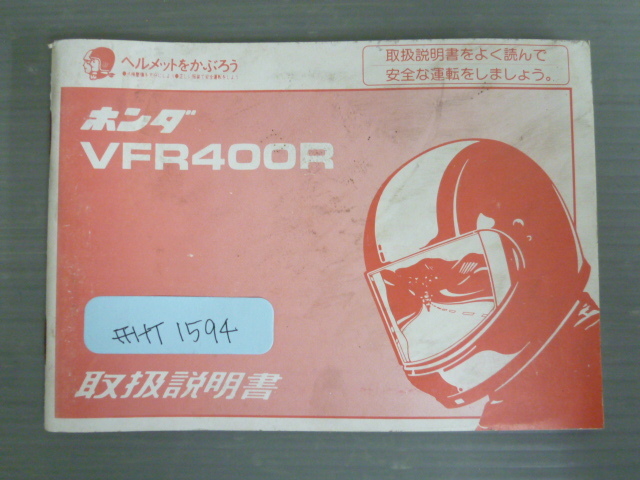 ヘルメットをかぶろう
取扱説明書をよく読んで
安全な運転をしましょう。
ホンダ
VFR400R
1594
取扱説明書